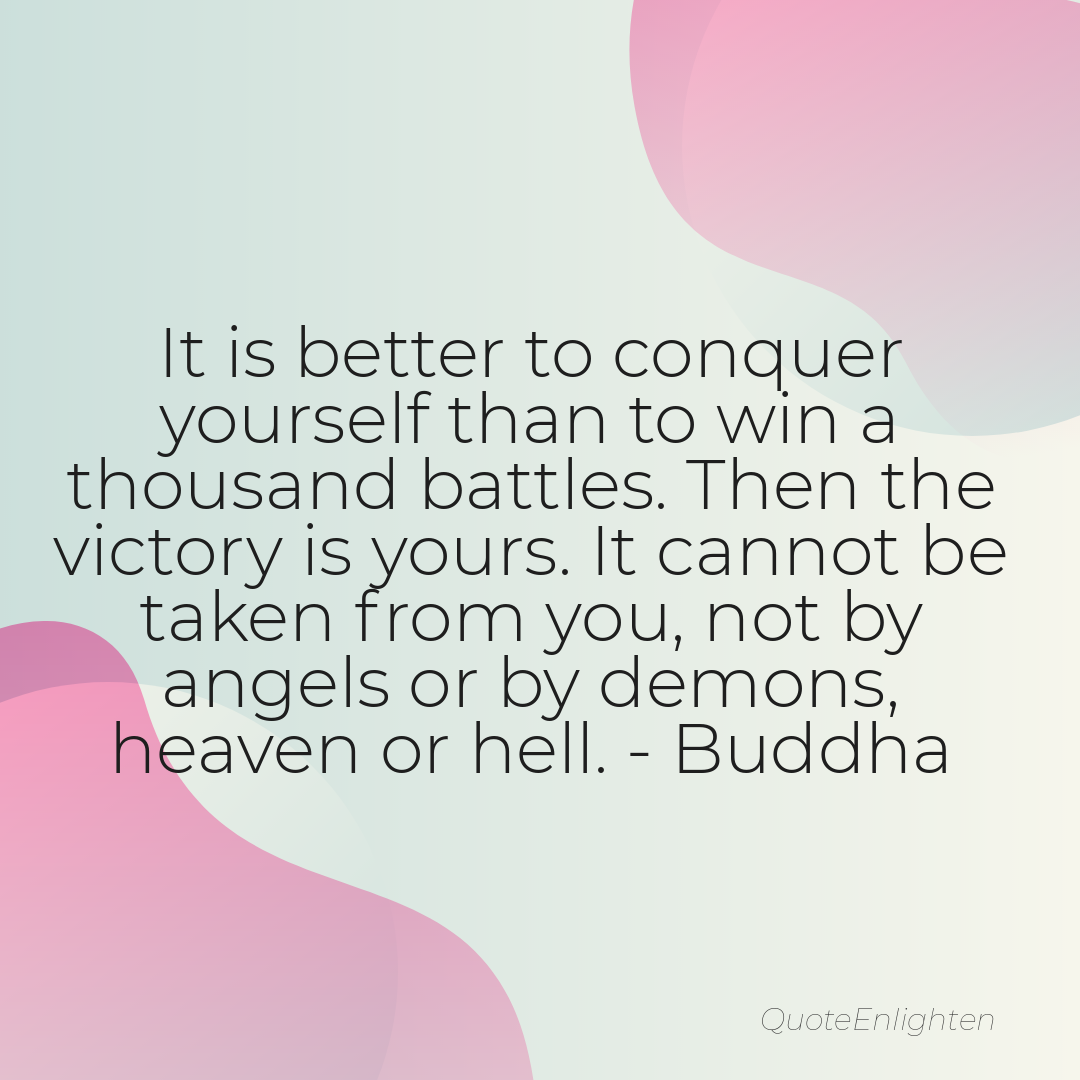 It is better to conquer
yourself than to win a
thousand battles. Then the
victory is yours. It cannot be
taken from you, not by
angels or by demons,
heaven or hell. - Buddha
QuoteEnlighten